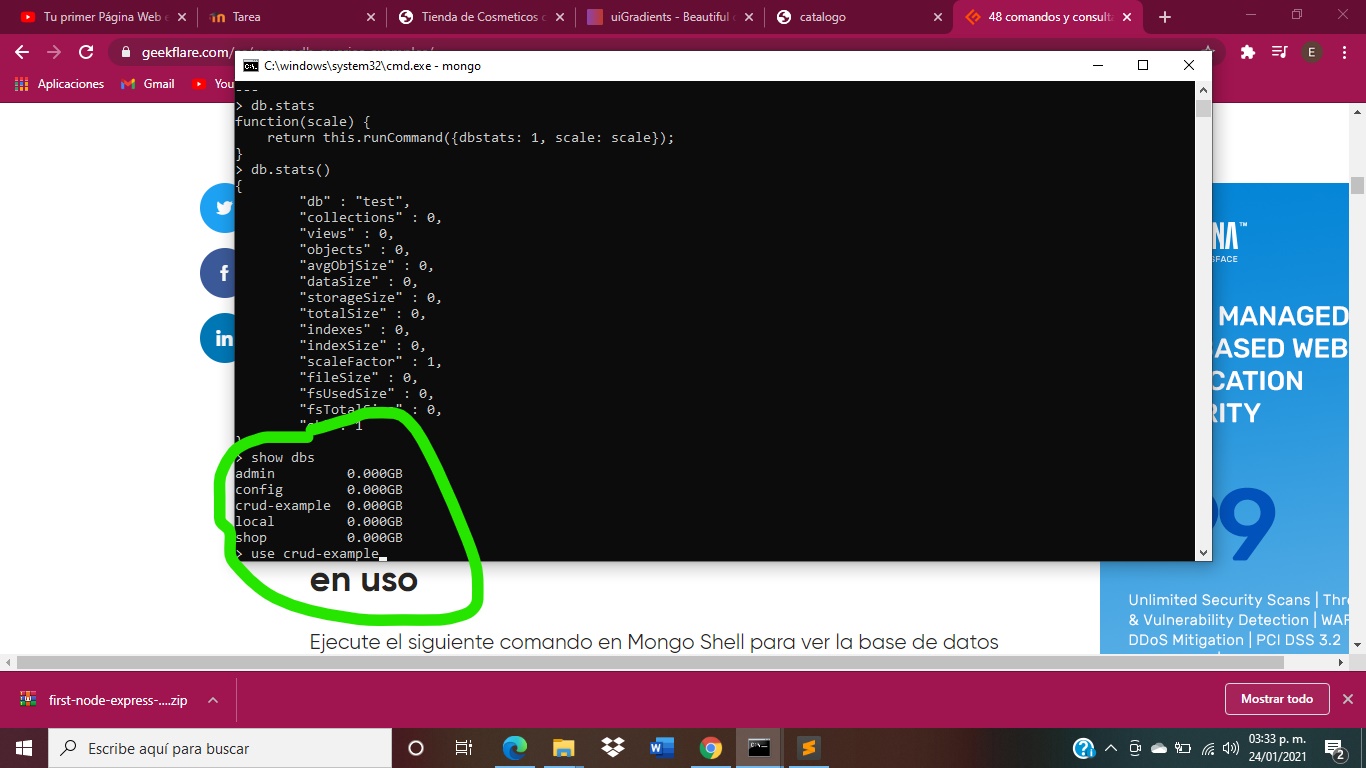 Tu primer Página Web
Tarea
Tienda de Cosmeticos
uiGradients - Beautiful
catalogo
48 comandos y consult
geekflare.com
E
Aplicaciones
Gmail
You
C:\windows\system32\cmd.exe - mongo
---
> db.stats
function(scale) {
    return this.runCommand({dbstats: 1, scale: scale});
}
> db.stats()
{
        "db" : "test",
        "collections" : 0,
        "views" : 0,
        "objects" : 0,
        "avgObjSize" : 0,
        "dataSize" : 0,
        "storageSize" : 0,
        "totalSize" : 0,
        "indexes" : 0,
        "indexSize" : 0,
        "scaleFactor" : 1,
        "fileSize" : 0,
        "fsUsedSize" : 0,
        "fsTotalSize" : 0,
: 1
> show dbs
admin         0.000GB
config        0.000GB
crud-example  0.000GB
local         0.000GB
shop          0.000GB
> use crud-example
en uso
Ejecute el siguiente comando en Mongo Shell para ver la base de datos
NA™
SPACE
MANAGED
ASED WEB
CATION
RITY
99
Unlimited Security Scans | Thr
& Vulnerability Detection | WAF
DDoS Mitigation | PCI DSS 3.2
first-node-express-....zip
Mostrar todo
Escribe aquí para buscar
03:33 p. m.
24/01/2021
2